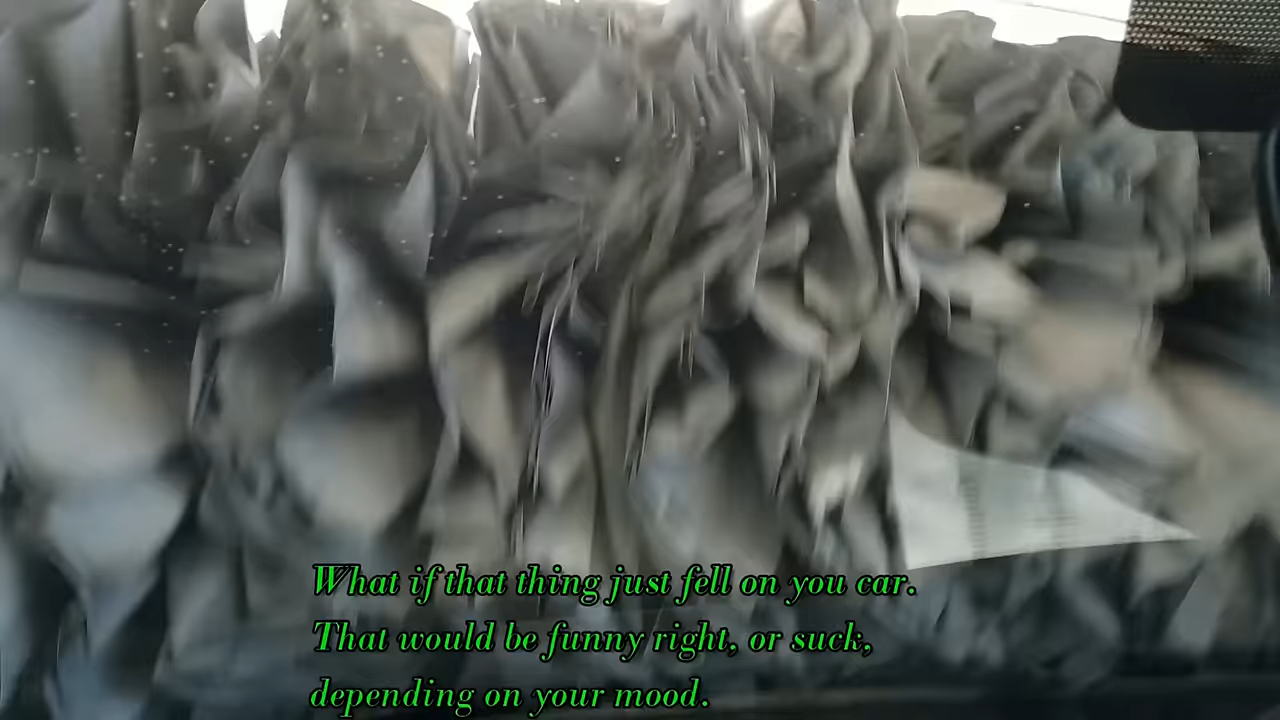 What if that thing just fell on you car.
That would be funny right, or suck,
depending on your mood.